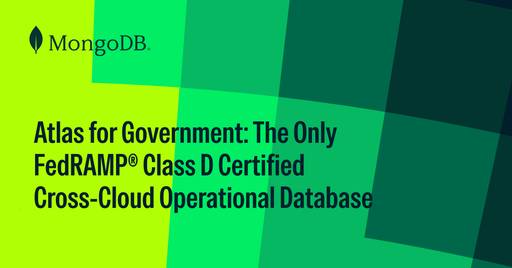 MongoDB®
Atlas for Government: The Only
FedRAMP® Class D Certified
Cross-Cloud Operational Database